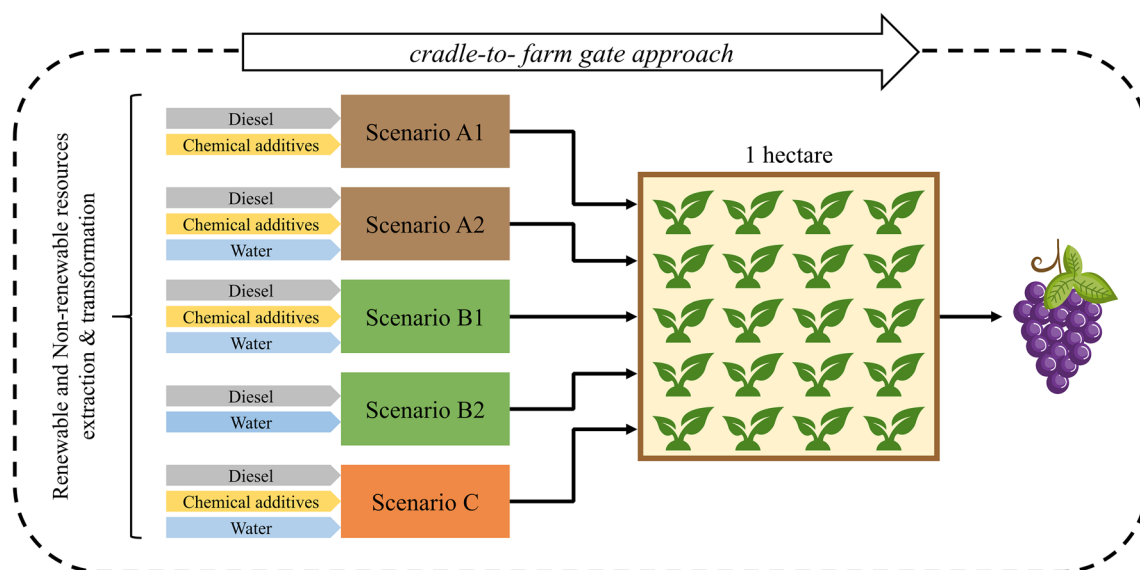 cradle-to- farm gate approach
Renewable and Non-renewable resources
extraction & transformation
Diesel
Chemical additives
Scenario A1
Diesel
Chemical additives
Water
Scenario A2
Diesel
Chemical additives
Water
Scenario B1
Diesel
Water
Scenario B2
Diesel
Chemical additives
Water
Scenario C
1 hectare